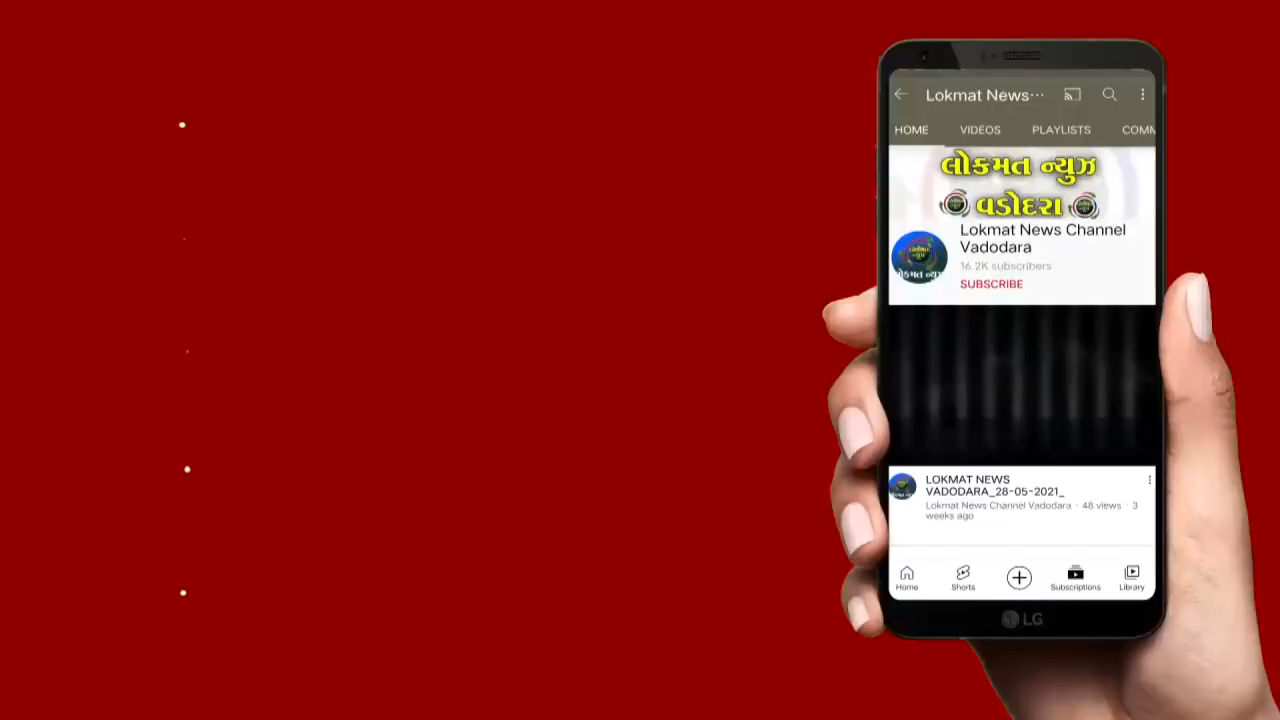 Lokmat News...
HOME VIDEOS PLAYLISTS COMM
લોકમત ન્યુઝ
વડોદરા
Lokmat News Channel
Vadodara
16.2K subscribers
SUBSCRIBE
LOKMAT NEWS
VADODARA_28-05-2021_
Lokmat News Channel Vadodara · 48 views · 3
weeks ago
Home Shorts Subscriptions Library
LG